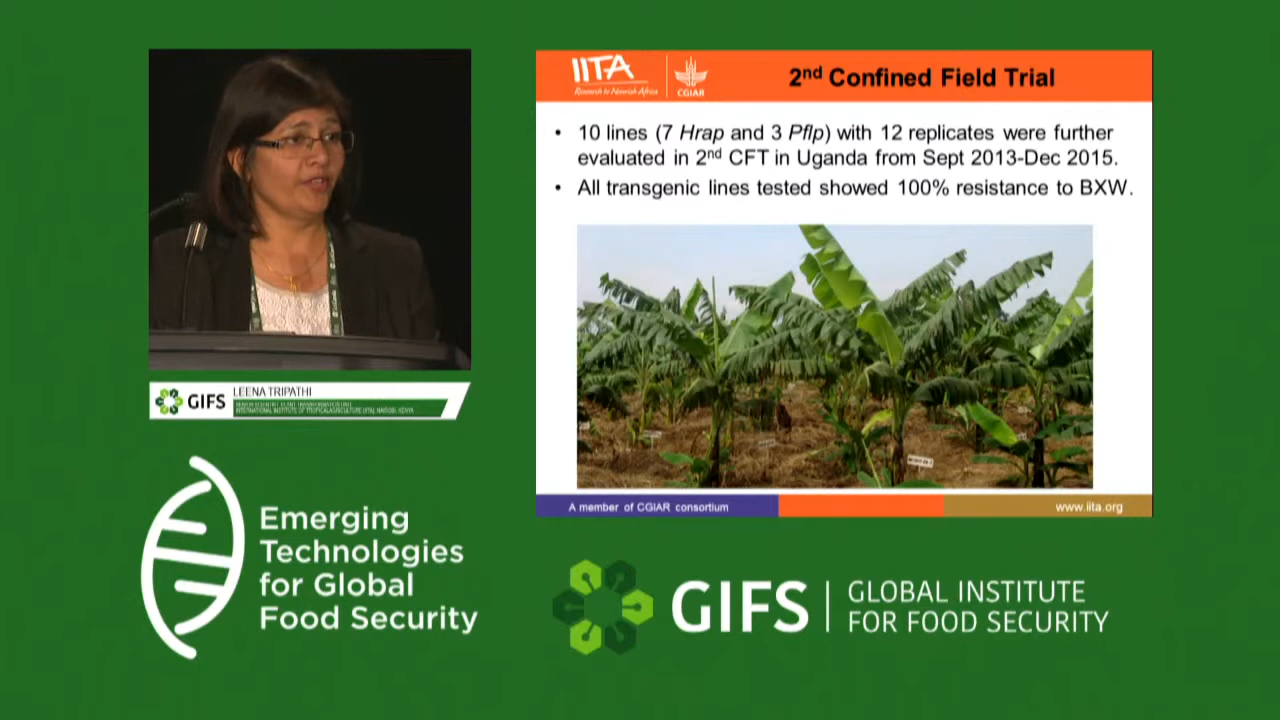 IITA
Research to Nourish Africa
CGIAR
2nd Confined Field Trial
• 10 lines (7 Hrap and 3 Pflp) with 12 replicates were further
evaluated in 2nd CFT in Uganda from Sept 2013-Dec 2015.
• All transgenic lines tested showed 100% resistance to BXW.
A member of CGIAR consortium
www.iita.org
GIFS
LEENA TRIPATHI
INTERNATIONAL INSTITUTE OF TROPICAL AGRICULTURE (IITA), NAIROBI, KENYA
Emerging
Technologies
for Global
Food Security
GIFS
GLOBAL INSTITUTE
FOR FOOD SECURITY